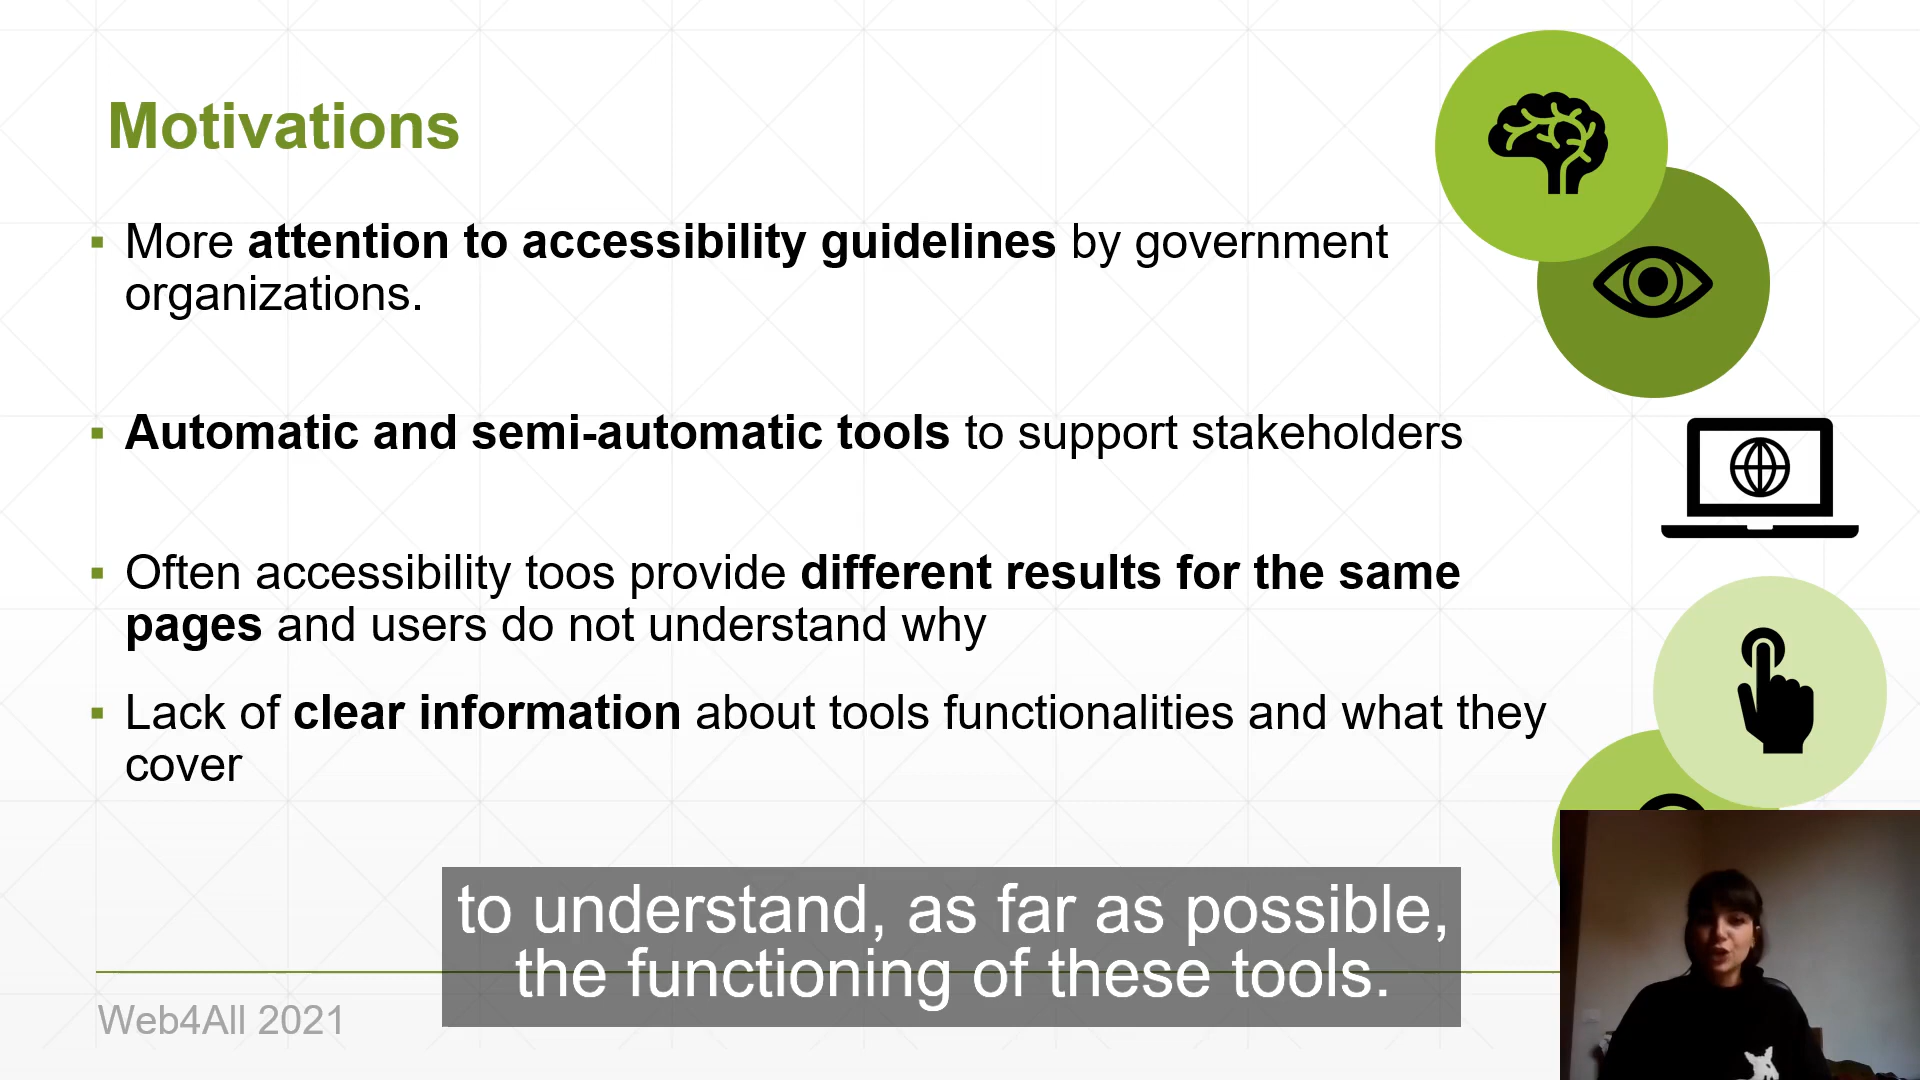 Motivations
More attention to accessibility guidelines by government
organizations.
Automatic and semi-automatic tools to support stakeholders
Often accessibility toos provide different results for the same
pages and users do not understand why
Lack of clear information about tools functionalities and what they
cover
to understand, as far as possible,
the functioning of these tools.
Web4All 2021